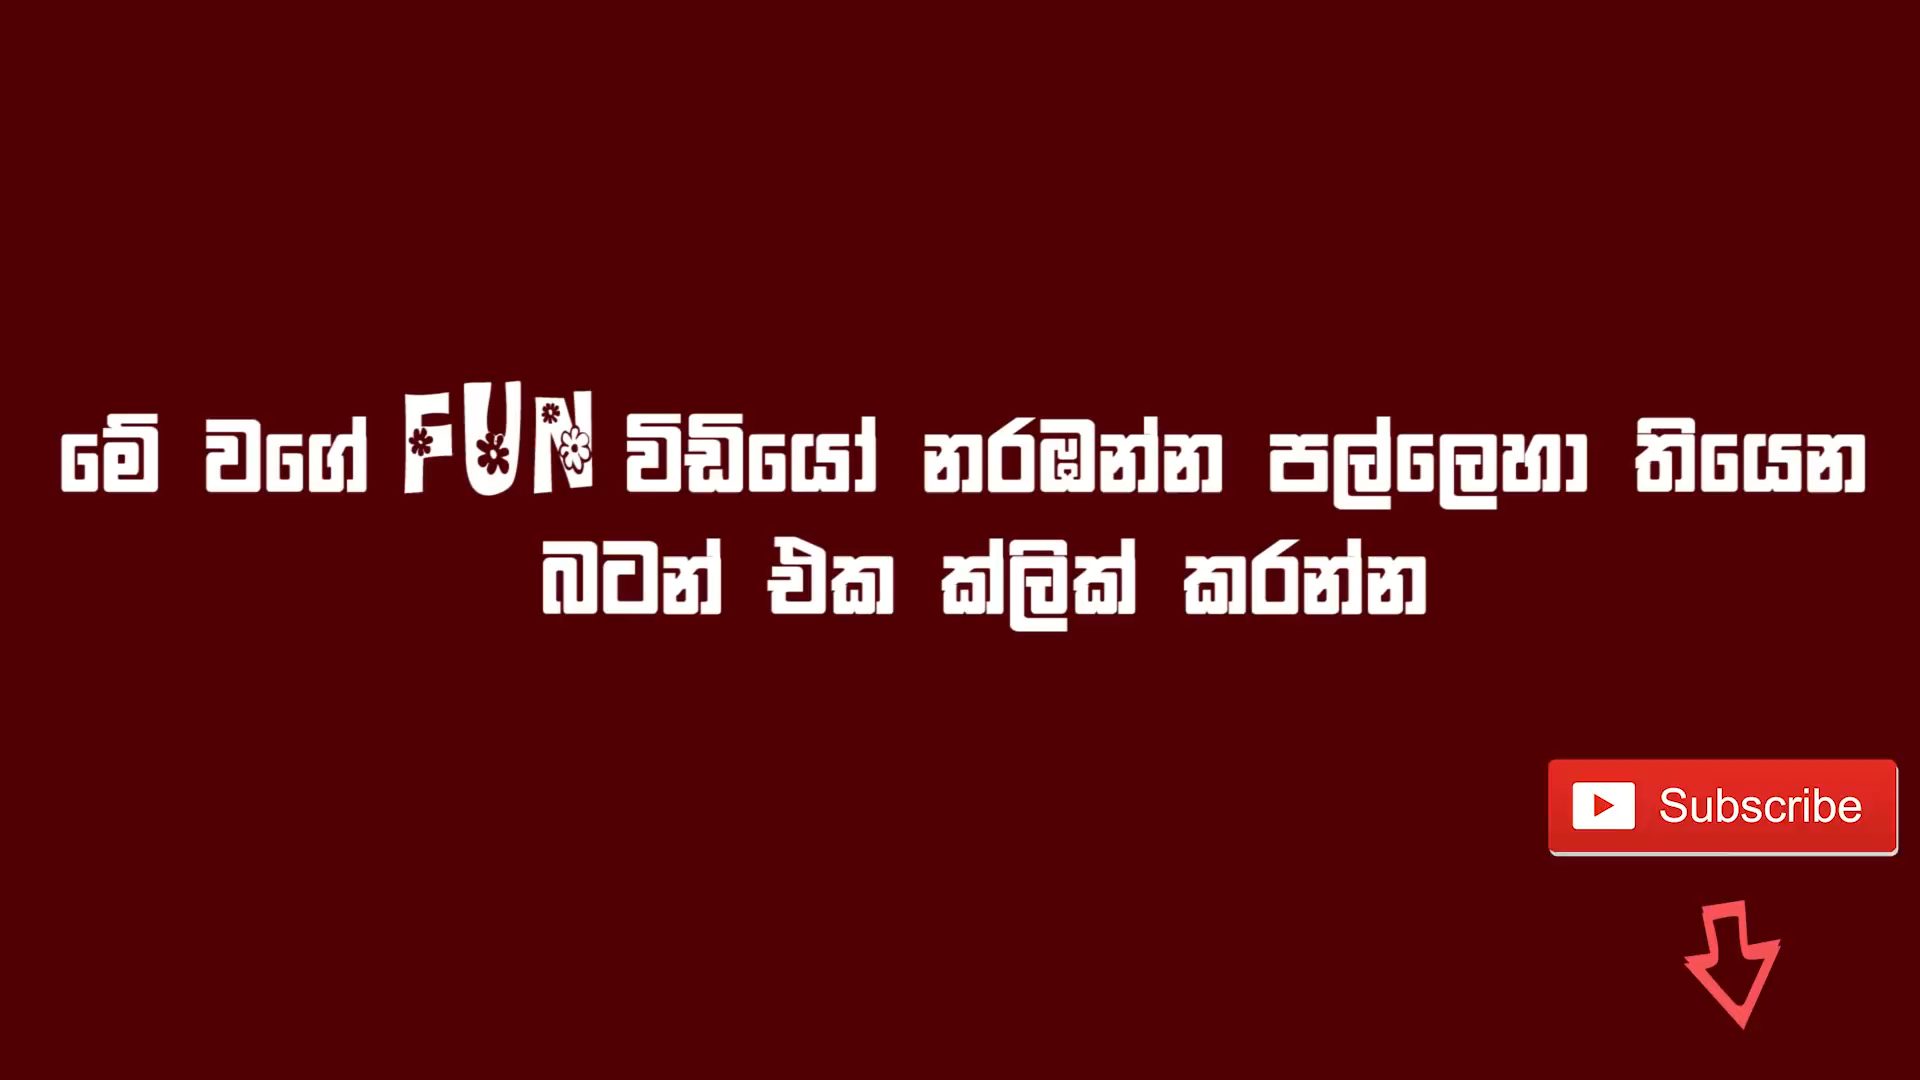 මේ වගේ FUN විඩියෝ නරඹන්න පල්ලෙහා තියෙන
බටන් එක ක්ලික් කරන්න
Subscribe